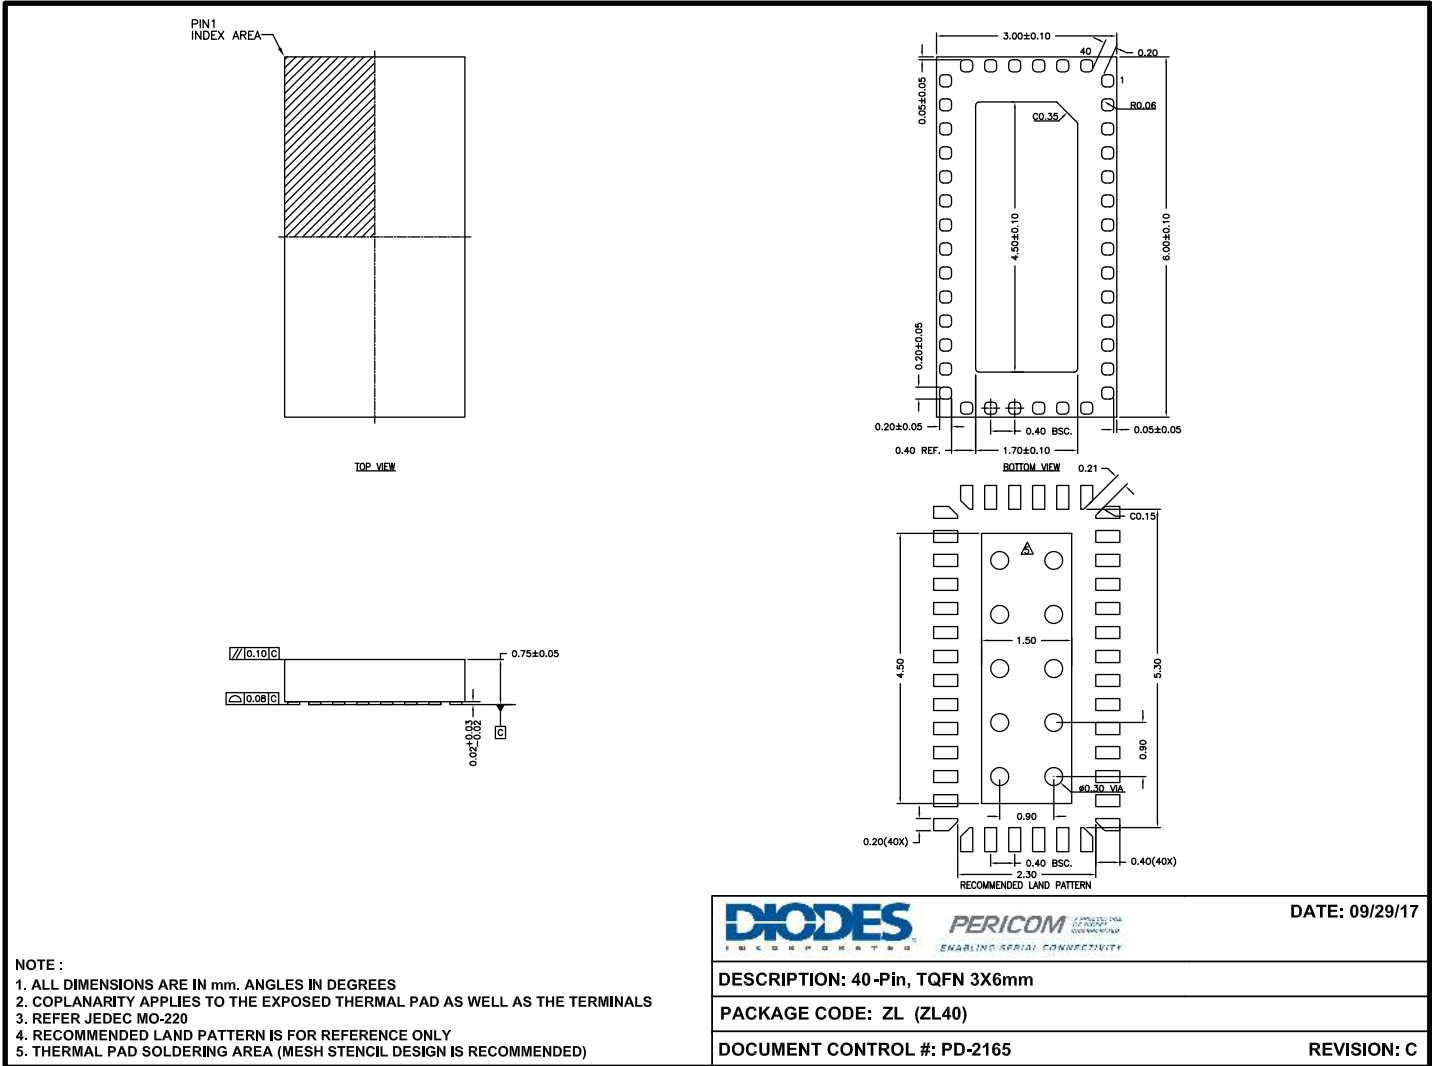 PIN1
INDEX AREA
TOP VIEW
// 0.10 C
0.08 C
0.75±0.05
0.02+0.03
-0.02
C
3.00±0.10
40
0.20
1
0.05±0.05
R0.06
C0.35
4.50±0.10
6.00±0.10
0.20±0.05
0.20±0.05
0.40 BSC.
0.05±0.05
0.40 REF.
1.70±0.10
BOTTOM VIEW
0.21
C0.15
5
4.50
1.50
5.30
0.90
ø0.30 VIA
0.90
0.20(40X)
0.40 BSC.
0.40(40X)
2.30
RECOMMENDED LAND PATTERN
NOTE :
1. ALL DIMENSIONS ARE IN mm. ANGLES IN DEGREES
2. COPLANARITY APPLIES TO THE EXPOSED THERMAL PAD AS WELL AS THE TERMINALS
3. REFER JEDEC MO-220
4. RECOMMENDED LAND PATTERN IS FOR REFERENCE ONLY
5. THERMAL PAD SOLDERING AREA (MESH STENCIL DESIGN IS RECOMMENDED)
DIODES
INCORPORATED
PERICOM
ENABLING SERIAL CONNECTIVITY
DATE: 09/29/17
DESCRIPTION: 40-Pin, TQFN 3X6mm
PACKAGE CODE: ZL (ZL40)
DOCUMENT CONTROL #: PD-2165
REVISION: C